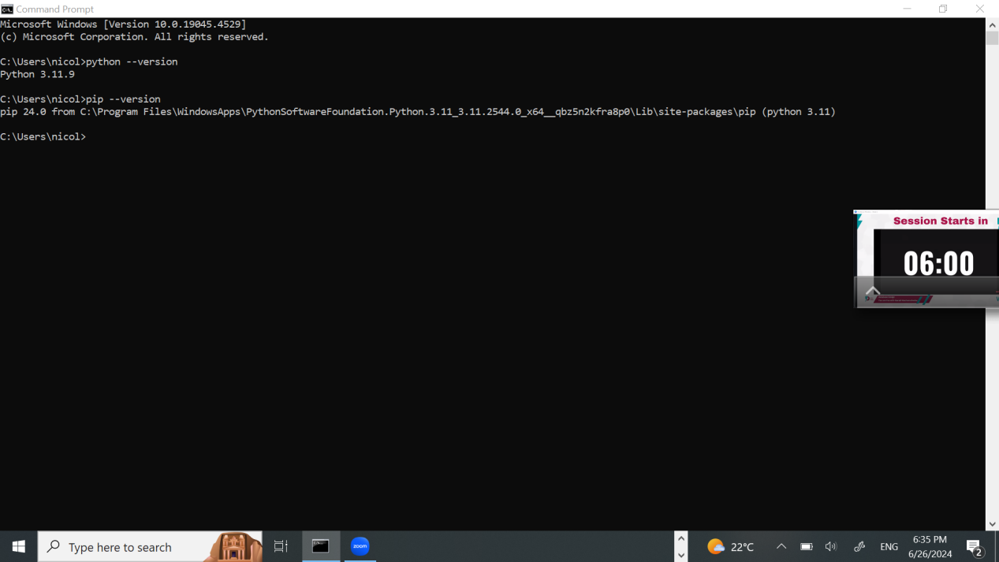 Command Prompt
Microsoft Windows [Version 10.0.19045.4529]
(c) Microsoft Corporation. All rights reserved.
C:\Users\nicol>python --version
Python 3.11.9
C:\Users\nicol>pip --version
pip 24.0 from C:\Program Files\WindowsApps\PythonSoftwareFoundation.Python.3.11_3.11.2544.0_x64__qbz5n2kfra8p0\Lib\site-packages\pip (python 3.11)
C:\Users\nicol>
Session Starts in
06:00
Type here to search
zoom
22°C
ENG
6:35 PM
6/26/2024
2